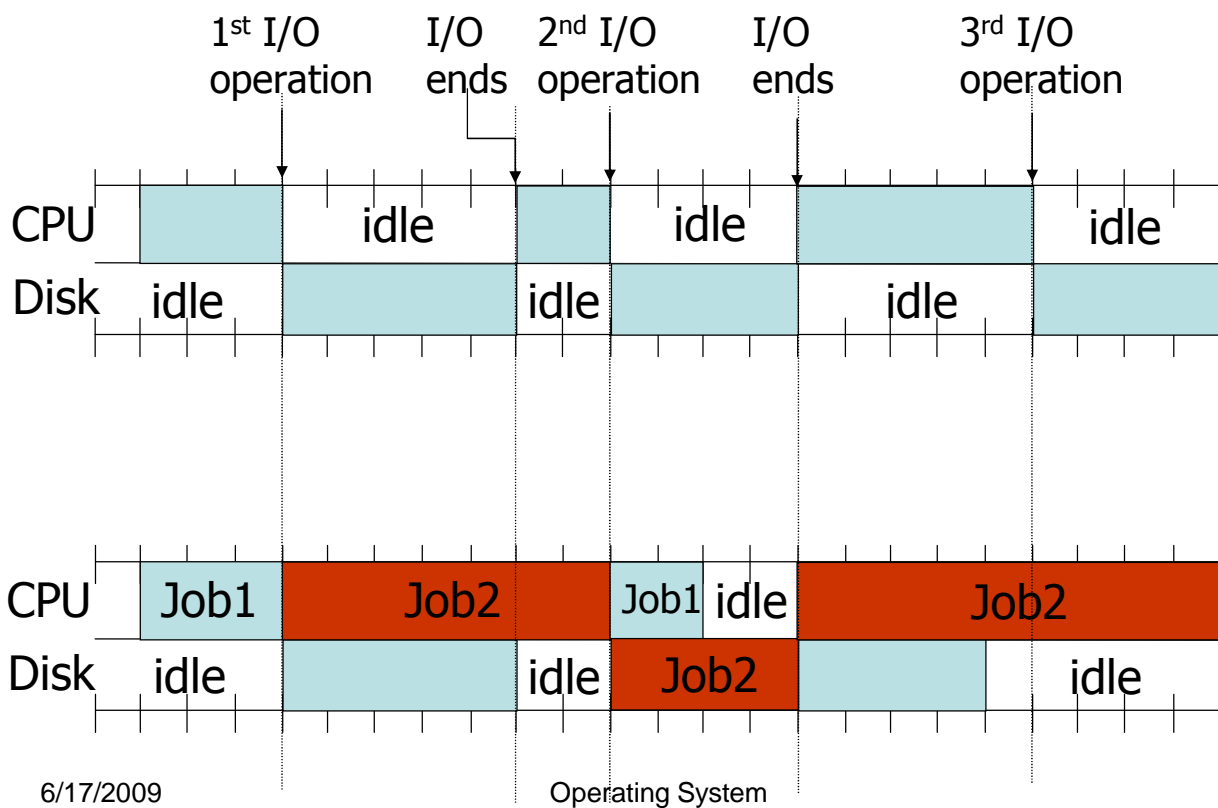 1st I/O operation
I/O ends
2nd I/O operation
I/O ends
3rd I/O operation
CPU
idle
idle
idle
Disk
idle
idle
idle
CPU
Job1
Job2
Job1
idle
Job2
Disk
idle
idle
Job2
idle
6/17/2009
Operating System